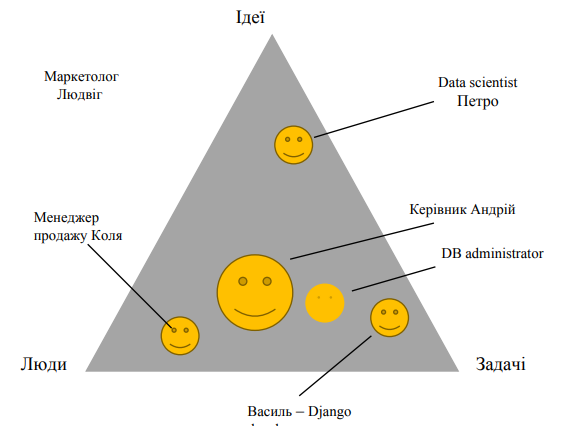 Ідеї
Маркетолог
Людвіг
Data scientist
Петро
Менеджер
продажу Коля
Керівник Андрій
DB administrator
Люди
Задачі
Василь – Django